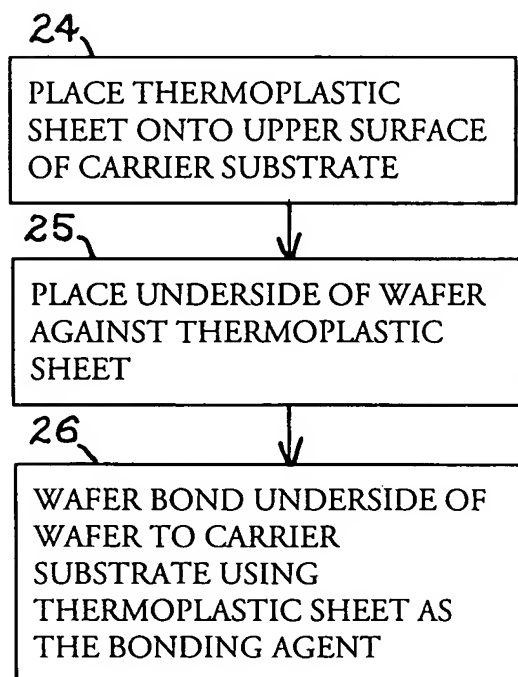 24
PLACE THERMOPLASTIC
SHEET ONTO UPPER SURFACE
OF CARRIER SUBSTRATE
25
PLACE UNDERSIDE OF WAFER
AGAINST THERMOPLASTIC
SHEET
26
WAFER BOND UNDERSIDE OF
WAFER TO CARRIER
SUBSTRATE USING
THERMOPLASTIC SHEET AS
THE BONDING AGENT